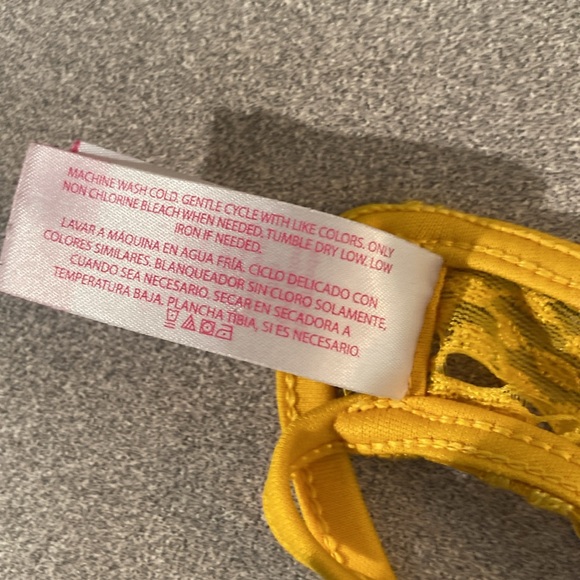 MACHINE WASH COLD. GENTLE CYCLE WITH LIKE COLORS. ONLY
NON CHLORINE BLEACH WHEN NEEDED. TUMBLE DRY LOW. LOW
IRON IF NEEDED.
LAVAR A MÁQUINA EN AGUA FRÍA. CICLO DELICADO CON
COLORES SIMILARES. BLANQUEADOR SIN CLORO SOLAMENTE,
CUANDO SEA NECESARIO. SECAR EN SECADORA A
TEMPERATURA BAJA. PLANCHA TÍBIA, SI ES NECESARIO.